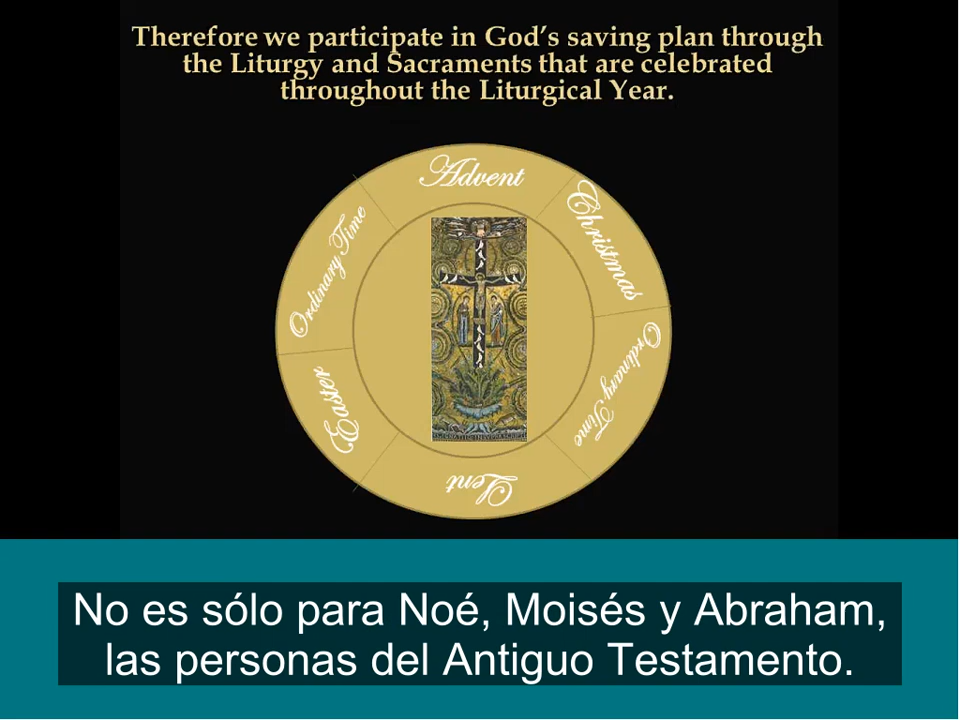 Therefore we participate in God's saving plan through
the Liturgy and Sacraments that are celebrated
throughout the Liturgical Year.
Advent
Christmas
Ordinary Time
Lent
Easter
Ordinary Time
No es sólo para Noé, Moisés y Abraham,
las personas del Antiguo Testamento.